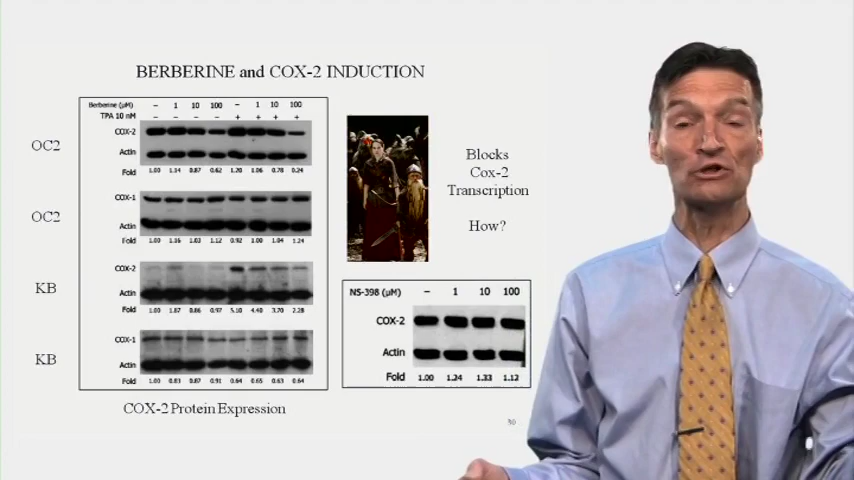 BERBERINE and COX-2 INDUCTION
Berberine (μM) – 1 10 100 – 1 10 100
TPA 10 nM – – – – + + + +
OC2
COX-2
Actin
Fold 1.00 1.14 0.87 0.62 1.20 1.06 0.78 0.24
OC2
COX-1
Actin
Fold 1.00 1.16 1.03 1.12 0.92 1.00 1.04 1.24
KB
COX-2
Actin
Fold 1.00 1.87 0.86 0.97 5.10 4.40 3.70 2.28
KB
COX-1
Actin
Fold 1.00 0.83 0.87 0.91 0.64 0.65 0.63 0.64
COX-2 Protein Expression
Blocks
Cox-2
Transcription
How?
NS-398 (μM) – 1 10 100
COX-2
Actin
Fold 1.00 1.24 1.33 1.12
30